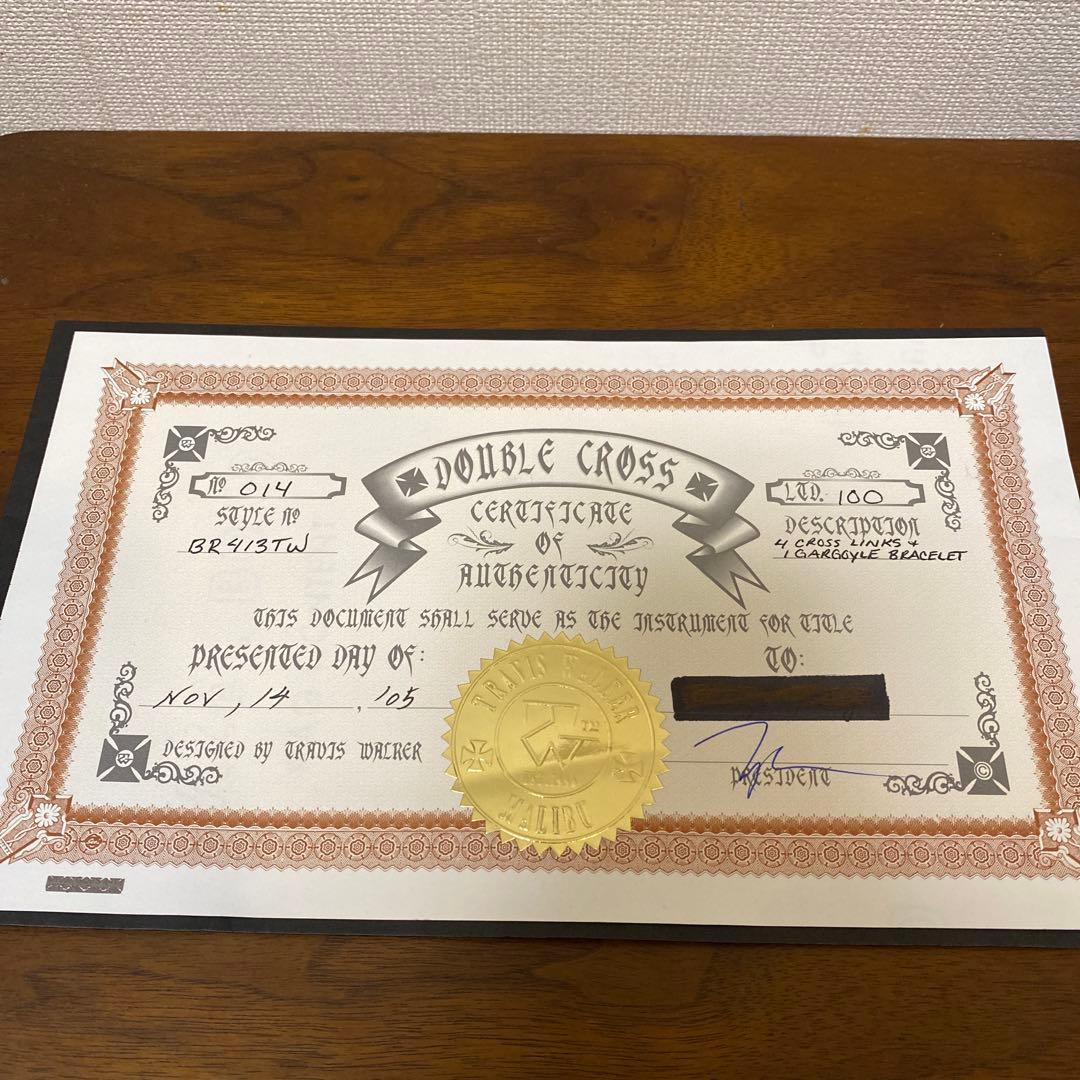 DOUBLE CROSS
Nº 014
LTD. 100
CERTIFICATE
OF
AUTHENTICITY
STYLE Nº
BR413TW
DESCRIPTION
4 CROSS LINKS +
1 GARGOYLE BRACELET
THIS DOCUMENT SHALL SERVE AS THE INSTRUMENT FOR TITLE
PRESENTED DAY OF:
TO:
NOV, 14, '05
DESIGNED BY TRAVIS WALKER
PRESIDENT
TRAVIS WALKER
TW TM
MALIBU
©